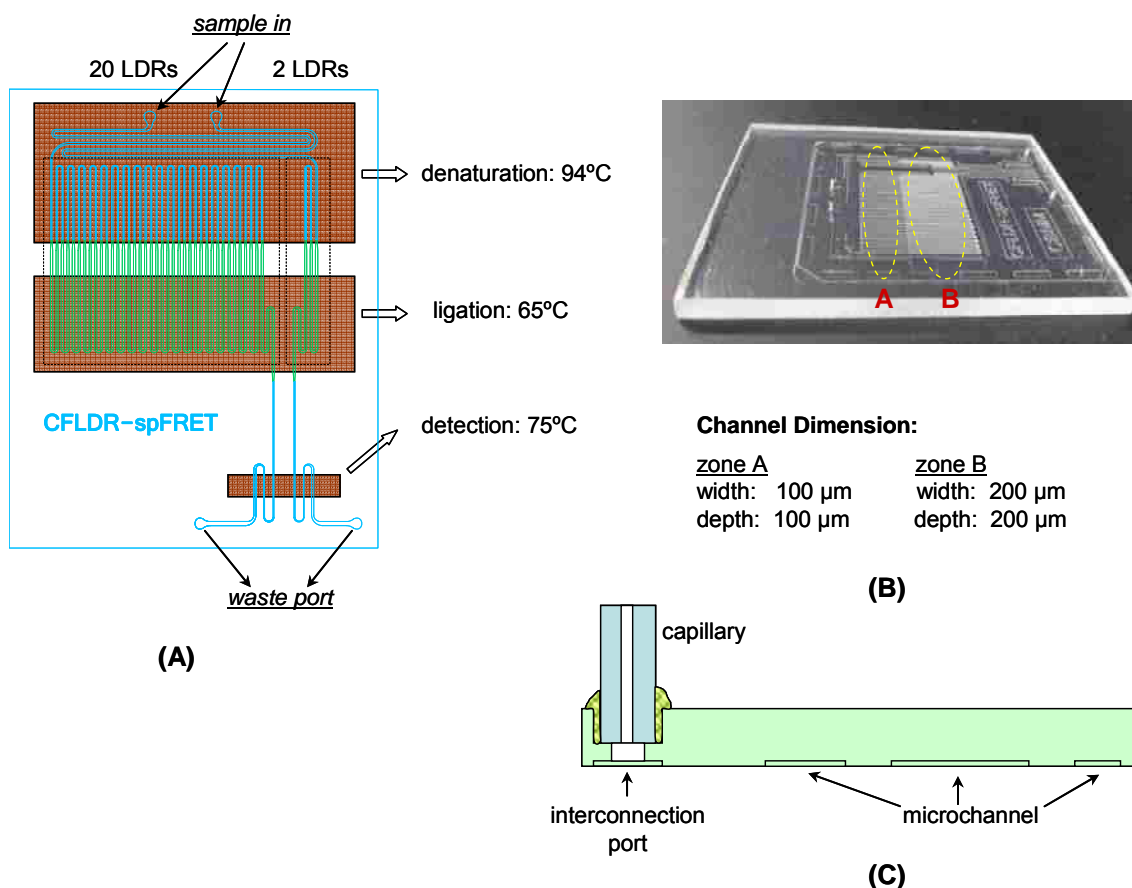 sample in
20 LDRs
2 LDRs
denaturation: 94ºC
ligation: 65ºC
CFLDR-spFRET
detection: 75ºC
waste port
(A)
A
B
Channel Dimension:
zone A
width: 100 µm
depth: 100 µm
zone B
width: 200 µm
depth: 200 µm
(B)
capillary
interconnection
port
microchannel
(C)